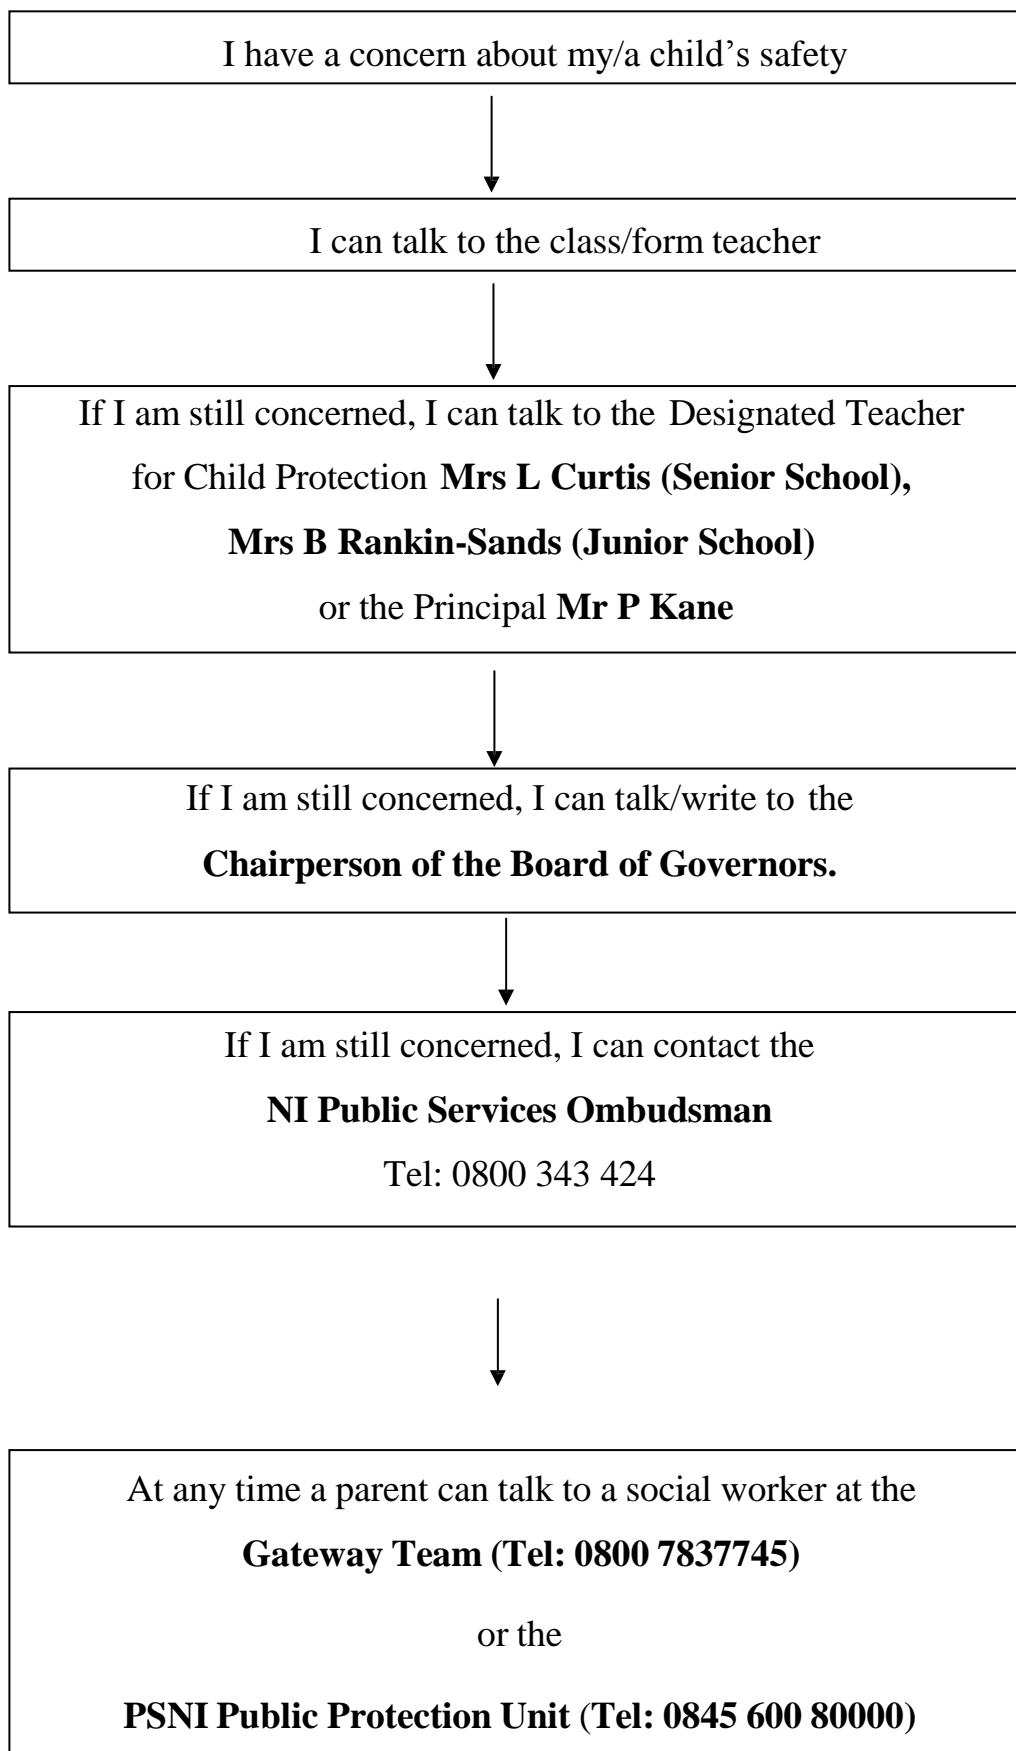 I have a concern about my/a child’s safety
I can talk to the class/form teacher
If I am still concerned, I can talk to the Designated Teacher
for Child Protection Mrs L Curtis (Senior School),
Mrs B Rankin-Sands (Junior School)
or the Principal Mr P Kane
If I am still concerned, I can talk/write to the
Chairperson of the Board of Governors.
If I am still concerned, I can contact the
NI Public Services Ombudsman
Tel: 0800 343 424
At any time a parent can talk to a social worker at the
Gateway Team (Tel: 0800 7837745)
or the
PSNI Public Protection Unit (Tel: 0845 600 80000)